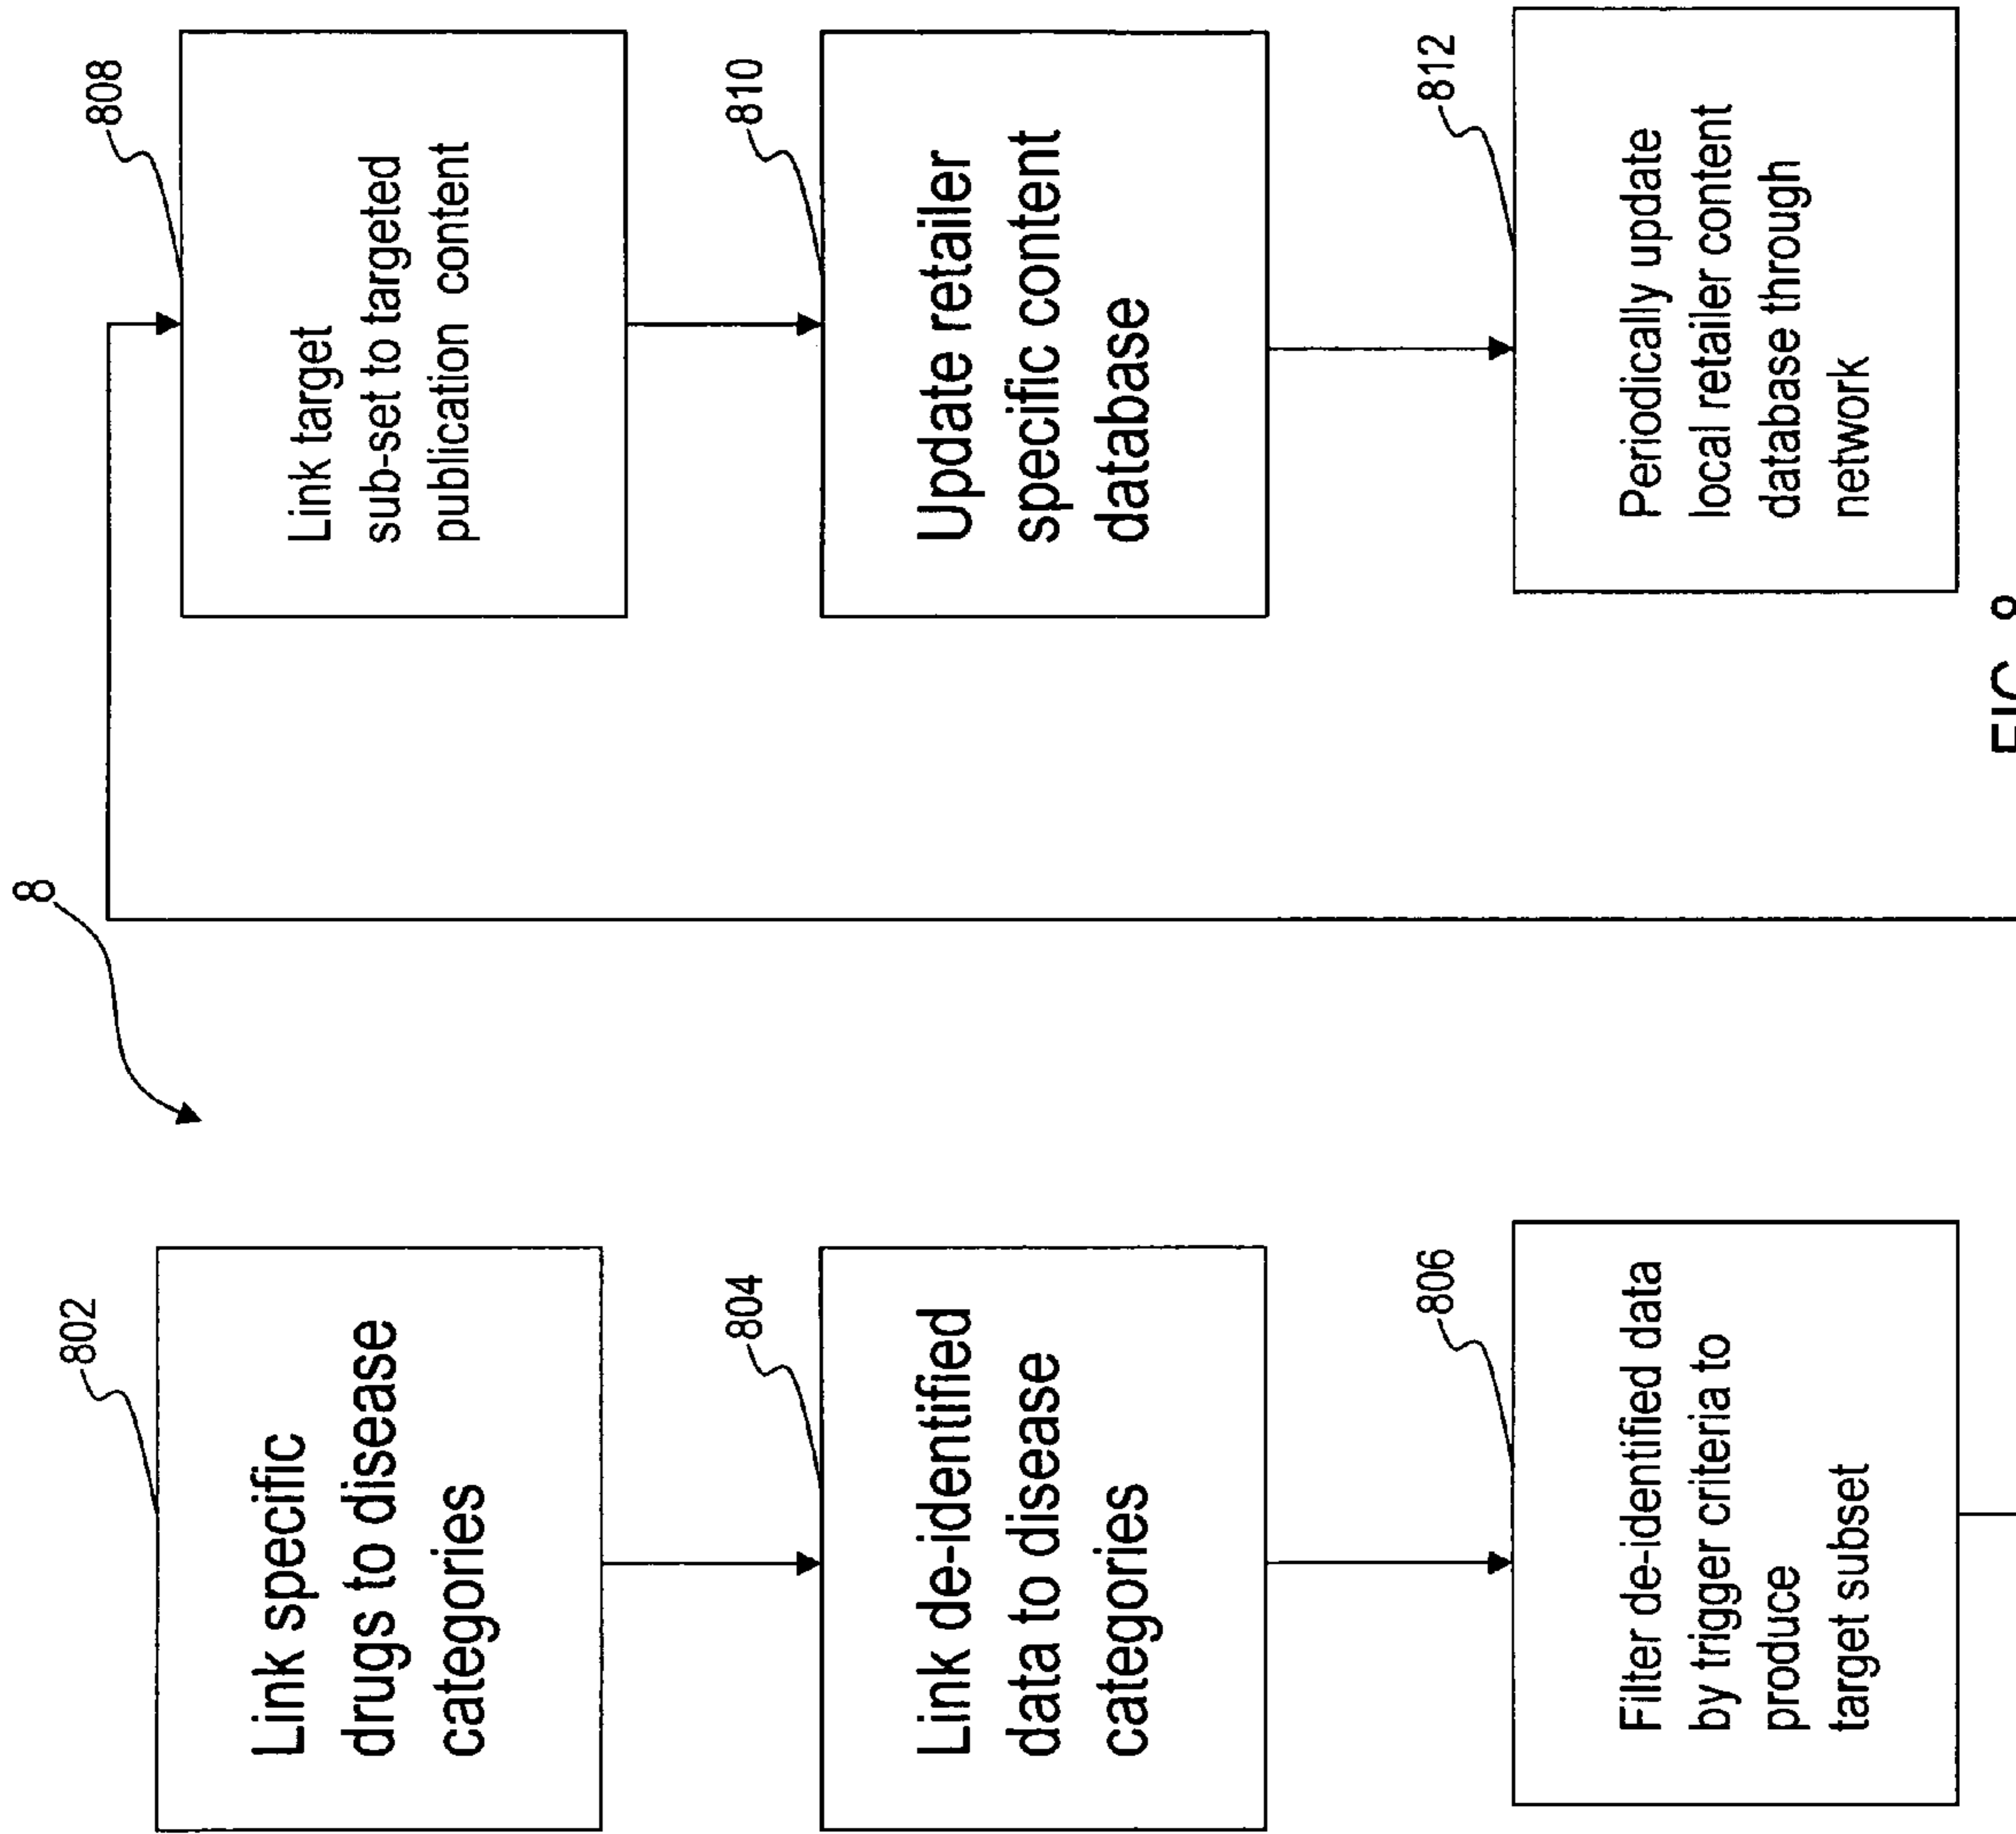 8
802
Link specific
drugs to disease
categories
804
Link de-identified
data to disease
categories
806
Filter de-identified data
by trigger criteria to
produce
target subset
808
Link target
sub-set to targeted
publication content
810
Update retailer
specific content
database
812
Periodically update
local retailer content
database through
network
FIG. 8